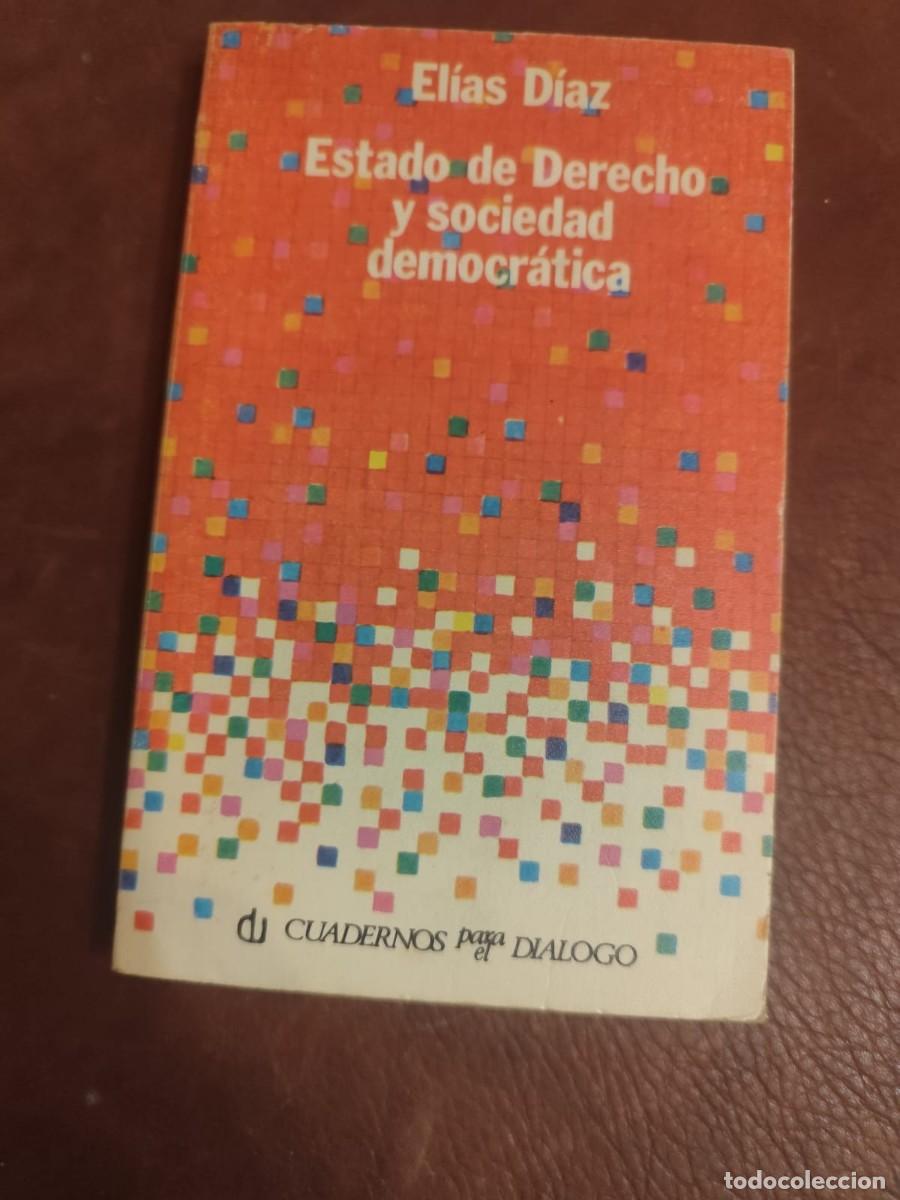 Elías Díaz
Estado de Derecho
y sociedad
democrática
CUADERNOS para el DIALOGO
todocoleccion